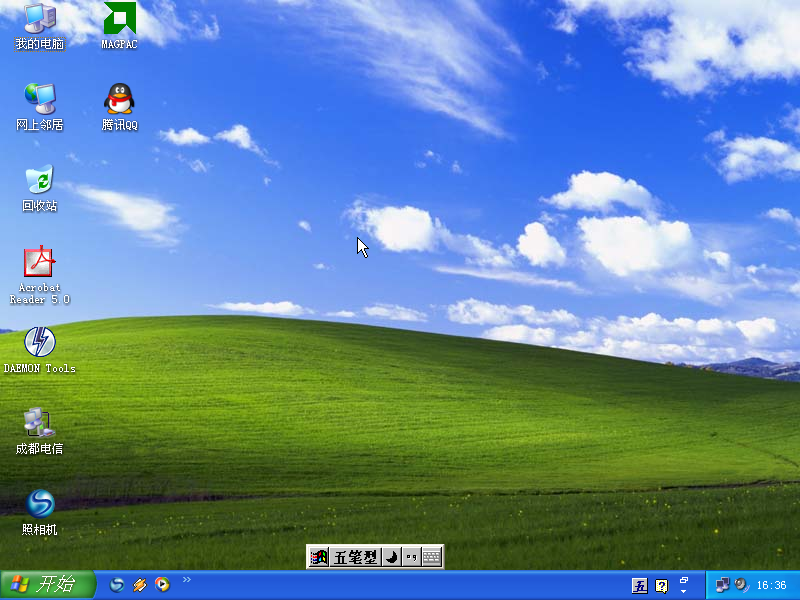 我的电脑
MAGPAC
网上邻居
腾讯QQ
回收站
Acrobat
Reader 5.0
DAEMON Tools
成都电信
照相机
五笔型
开始
五
16:36